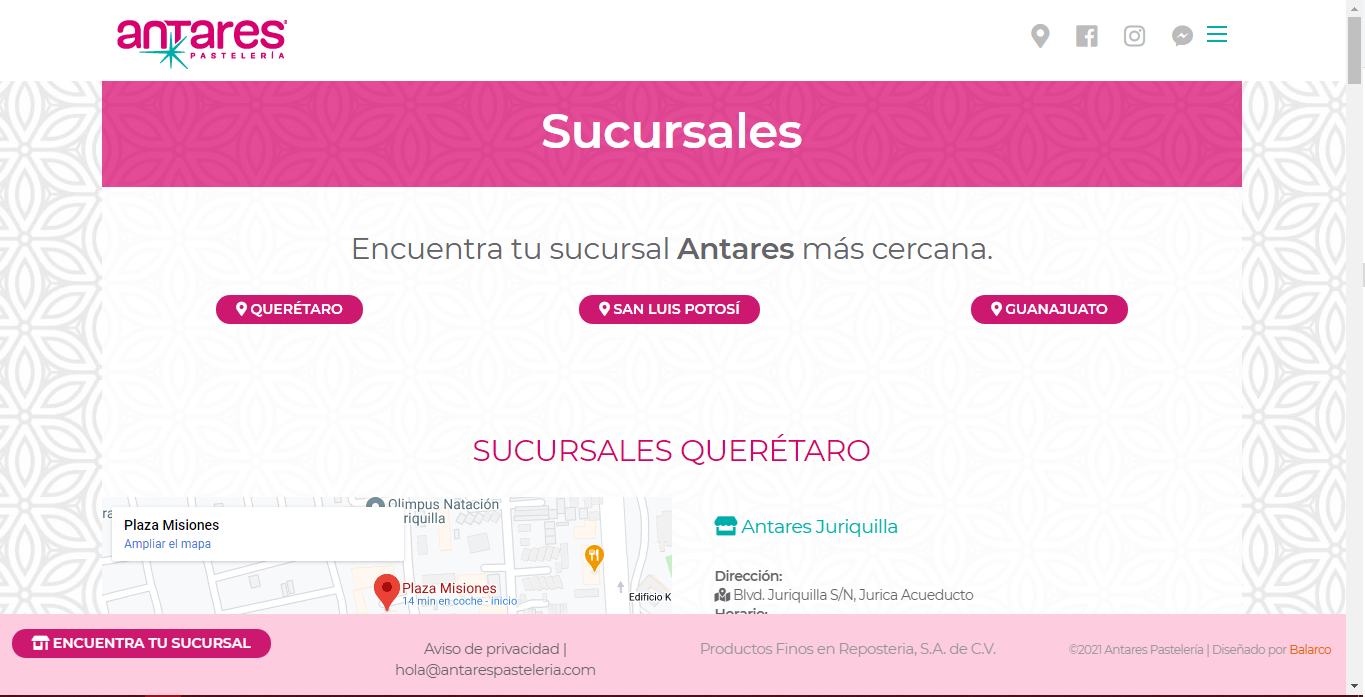 antares®
PASTELERÍA
Sucursales
Encuentra tu sucursal Antares más cercana.
QUERÉTARO
SAN LUIS POTOSÍ
GUANAJUATO
SUCURSALES QUERÉTARO
Olimpus Natación
riquilla
Plaza Misiones
Ampliar el mapa
Plaza Misiones
14 min en coche - inicio
Edificio K
Antares Juriquilla
Dirección:
Blvd. Juriquilla S/N, Jurica Acueducto
Horario:
ENCUENTRA TU SUCURSAL
Aviso de privacidad |
hola@antarespasteleria.com
Productos Finos en Reposteria, S.A. de C.V.
©2021 Antares Pastelería | Diseñado por Balarco